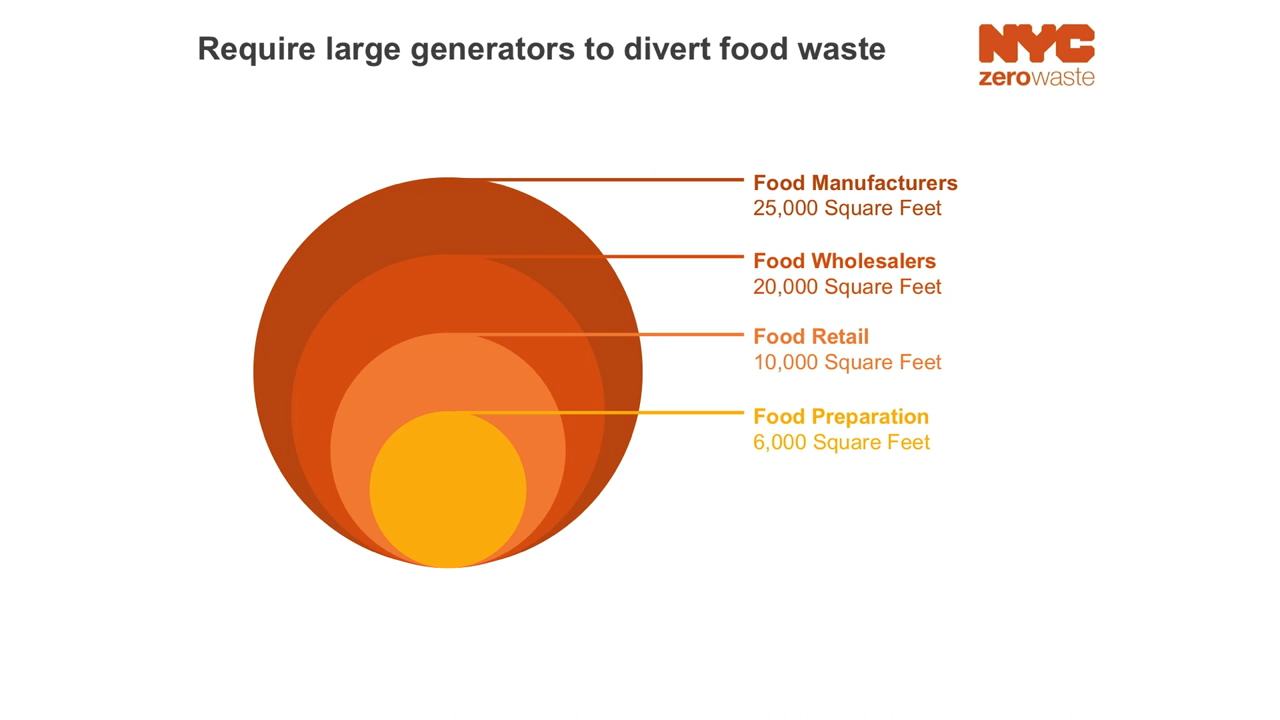 Require large generators to divert food waste
NYC
zerowaste
Food Manufacturers
25,000 Square Feet
Food Wholesalers
20,000 Square Feet
Food Retail
10,000 Square Feet
Food Preparation
6,000 Square Feet